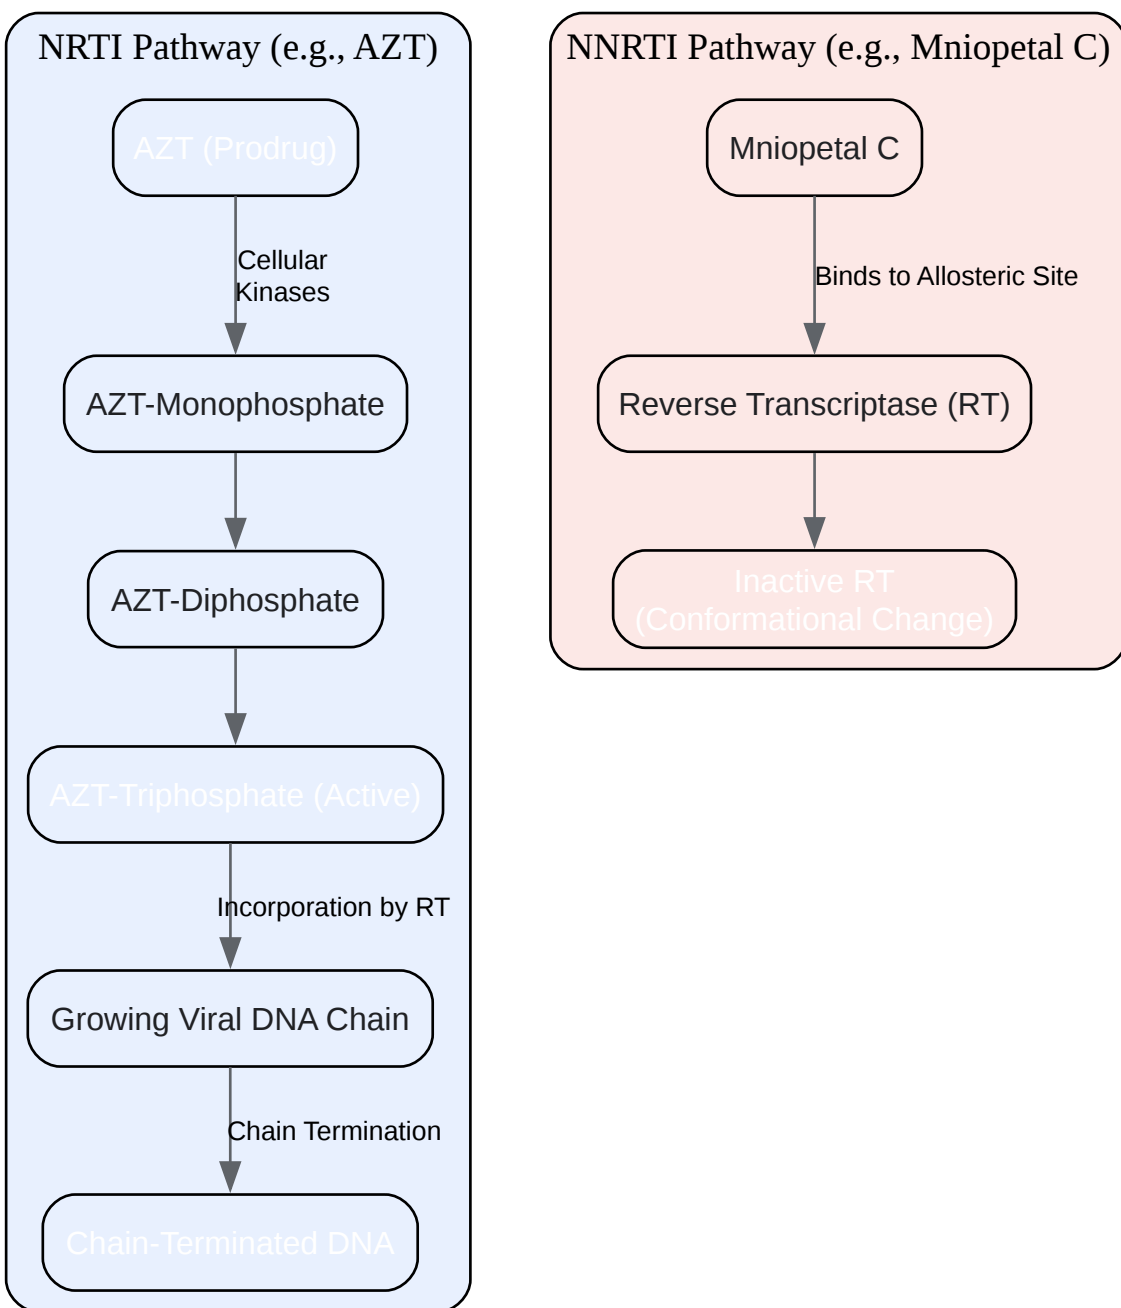 NRTI Pathway (e.g., AZT)
AZT (Prodrug)
Cellular
Kinases
AZT-Monophosphate
AZT-Diphosphate
AZT-Triphosphate (Active)
Incorporation by RT
Growing Viral DNA Chain
Chain Termination
Chain-Terminated DNA
NNRTI Pathway (e.g., Mniopetal C)
Mniopetal C
Binds to Allosteric Site
Reverse Transcriptase (RT)
Inactive RT
(Conformational Change)